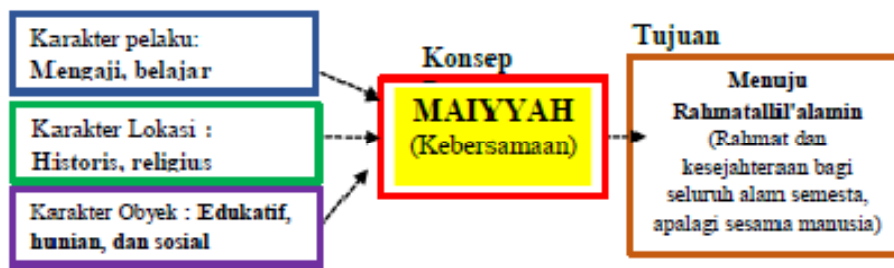 Karakter pelaku:
Mengaji, belajar
Karakter Lokasi :
Historis, religius
Karakter Obyek : Edukatif,
hunian, dan sosial
Konsep
MAIYYAH
(Kebersamaan)
Tujuan
Menuju
Rahmatallil'alamin
(Rahmat dan
kesejahteraan bagi
seluruh alam semesta,
apalagi sesama manusia)